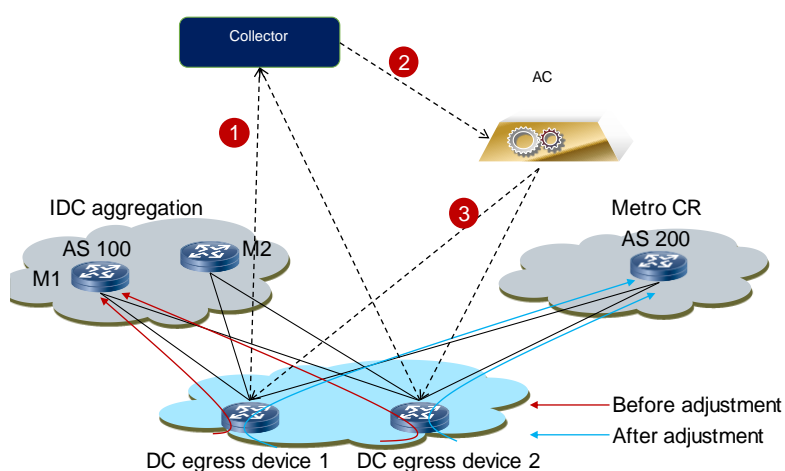 Collector
2
AC
1
3
IDC aggregation
Metro CR
AS 100
M2
AS 200
M1
Before adjustment
After adjustment
DC egress device 1
DC egress device 2